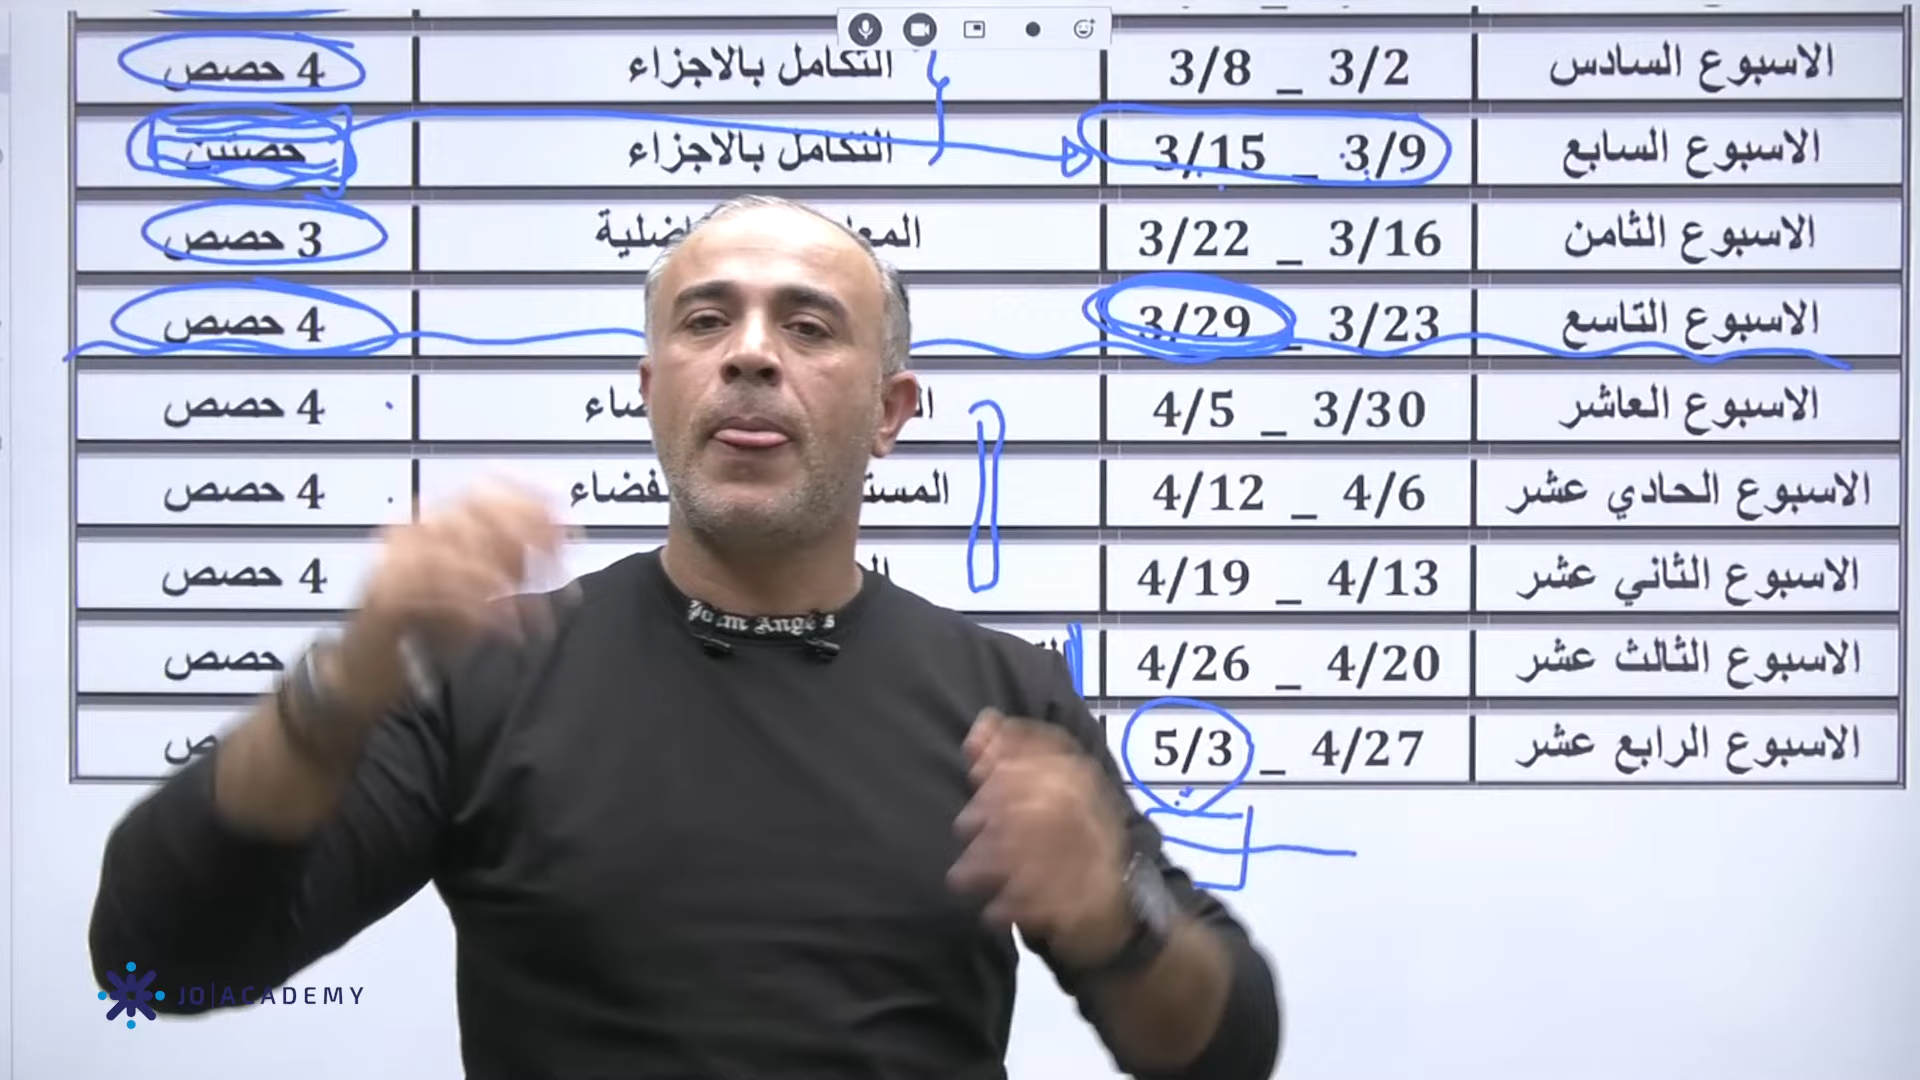 الاسبوع السادس 3/2 _ 3/8 التكامل بالاجزاء 4 حصص
الاسبوع السابع 3/9 _ 3/15 التكامل بالاجزاء حصتين
الاسبوع الثامن 3/16 _ 3/22 3 حصص
الاسبوع التاسع 3/23 _ 3/29 4 حصص
الاسبوع العاشر 3/30 _ 4/5 4 حصص
الاسبوع الحادي عشر 4/6 _ 4/12 4 حصص
الاسبوع الثاني عشر 4/13 _ 4/19 4 حصص
الاسبوع الثالث عشر 4/20 _ 4/26 حصص
الاسبوع الرابع عشر 4/27 _ 5/3
JO|ACADEMY